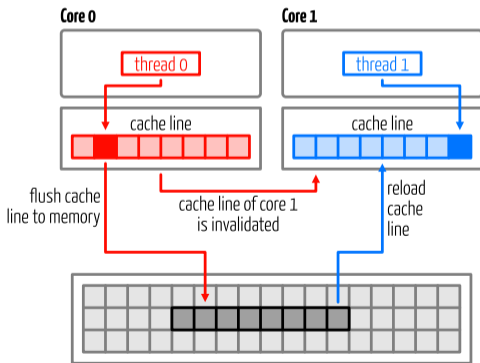 Core 0
Core 1
thread 0
thread 1
cache line
cache line
flush cache
line to memory
cache line of core 1
is invalidated
reload
cache
line